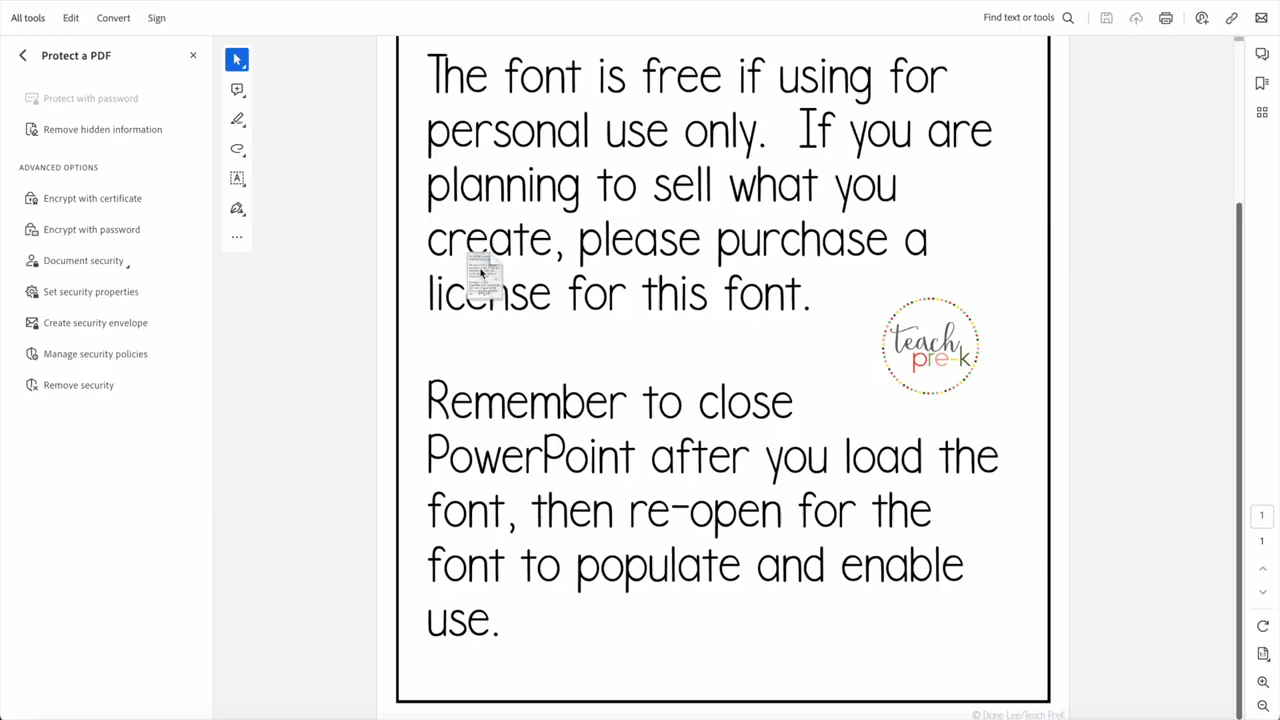 All tools
Edit
Convert
Sign
Find text or tools
Protect a PDF
Protect with password
Remove hidden information
ADVANCED OPTIONS
Encrypt with certificate
Encrypt with password
Document security
Set security properties
Create security envelope
Manage security policies
Remove security
The font is free if using for
personal use only. If you are
planning to sell what you
create, please purchase a
license for this font.
PDF
teach
pre-k
Remember to close
PowerPoint after you load the
font, then re-open for the
font to populate and enable
use.
© Diane Lee/Teach PreK
1
1